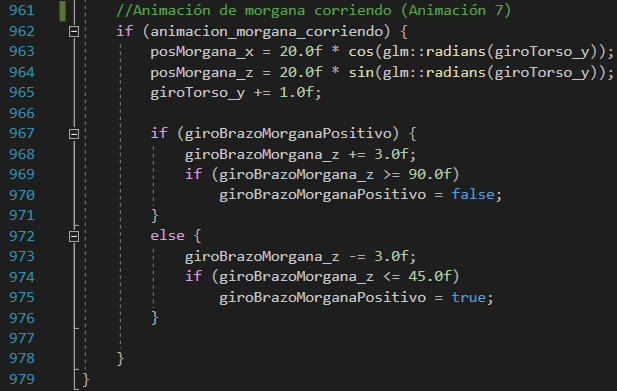 961 //Animación de morgana corriendo (Animación 7)
962 if (animacion_morgana_corriendo) {
963 posMorgana_x = 20.0f * cos(glm::radians(giroTorso_y));
964 posMorgana_z = 20.0f * sin(glm::radians(giroTorso_y));
965 giroTorso_y += 1.0f;
966
967 if (giroBrazoMorganaPositivo) {
968 giroBrazoMorgana_z += 3.0f;
969 if (giroBrazoMorgana_z >= 90.0f)
970 giroBrazoMorganaPositivo = false;
971 }
972 else {
973 giroBrazoMorgana_z -= 3.0f;
974 if (giroBrazoMorgana_z <= 45.0f)
975 giroBrazoMorganaPositivo = true;
976 }
977
978 }
979 }